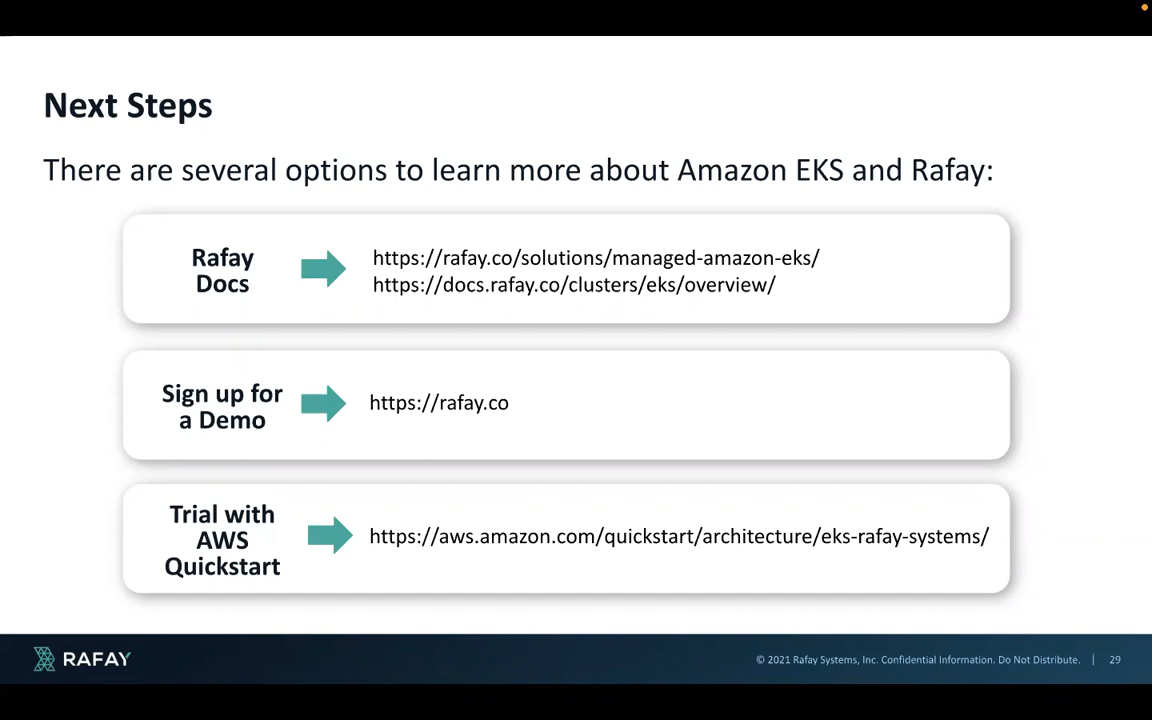 Next Steps
There are several options to learn more about Amazon EKS and Rafay:
Rafay
Docs
https://rafay.co/solutions/managed-amazon-eks/
https://docs.rafay.co/clusters/eks/overview/
Sign up for
a Demo
https://rafay.co
Trial with
AWS
Quickstart
https://aws.amazon.com/quickstart/architecture/eks-rafay-systems/
RAFAY
© 2021 Rafay Systems, Inc. Confidential Information. Do Not Distribute. | 29